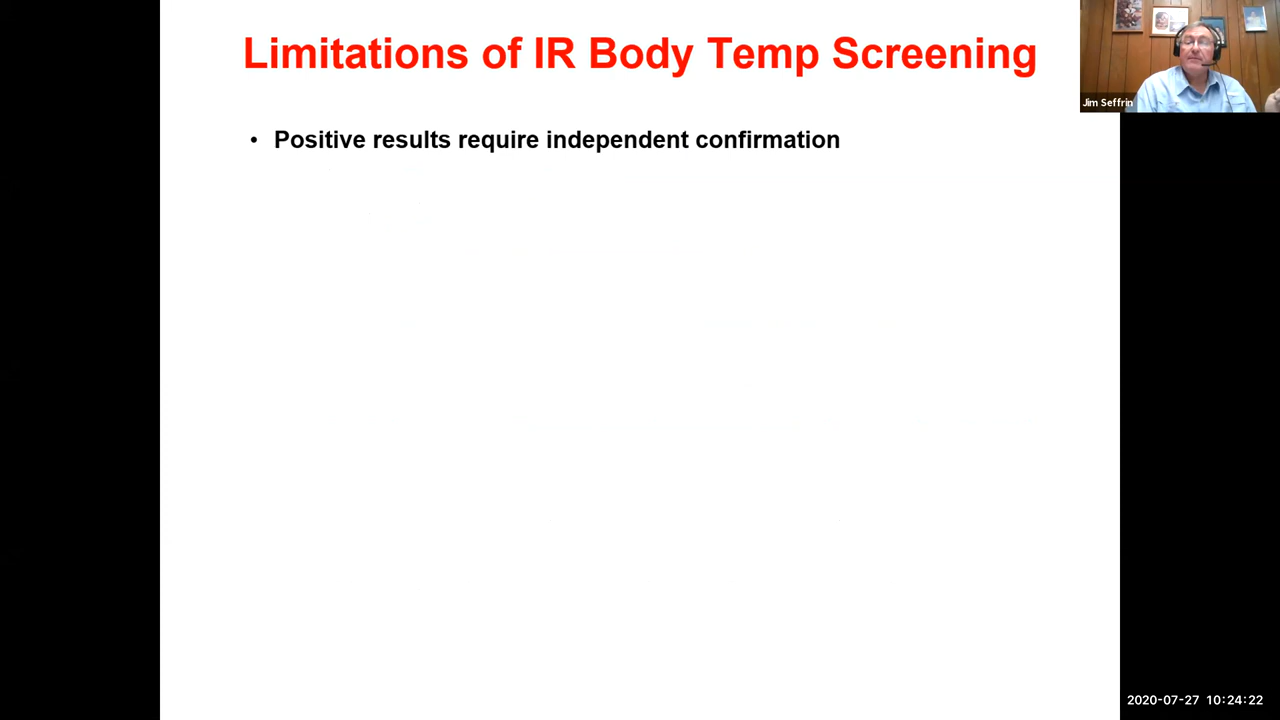 Limitations of IR Body Temp Screening
• Positive results require independent confirmation
Jim Seffrin
2020-07-27 10:24:22